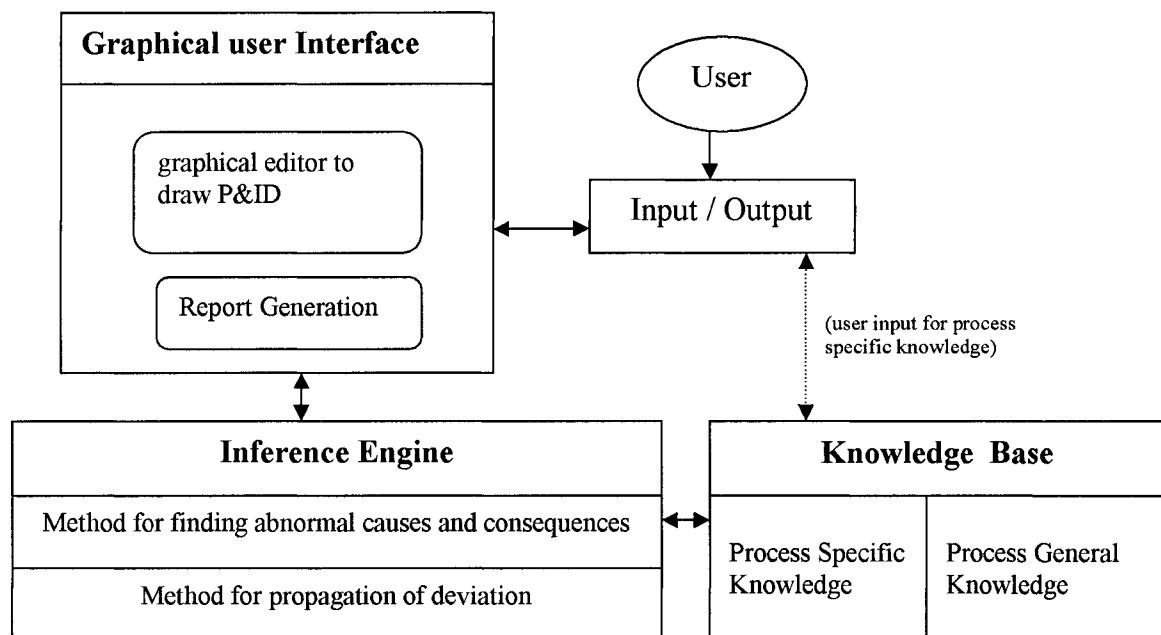 Graphical user Interface
graphical editor to
draw P&ID
Report Generation
User
Input / Output
(user input for process
specific knowledge)
Inference Engine
Method for finding abnormal causes and consequences
Method for propagation of deviation
Knowledge Base
Process Specific
Knowledge
Process General
Knowledge